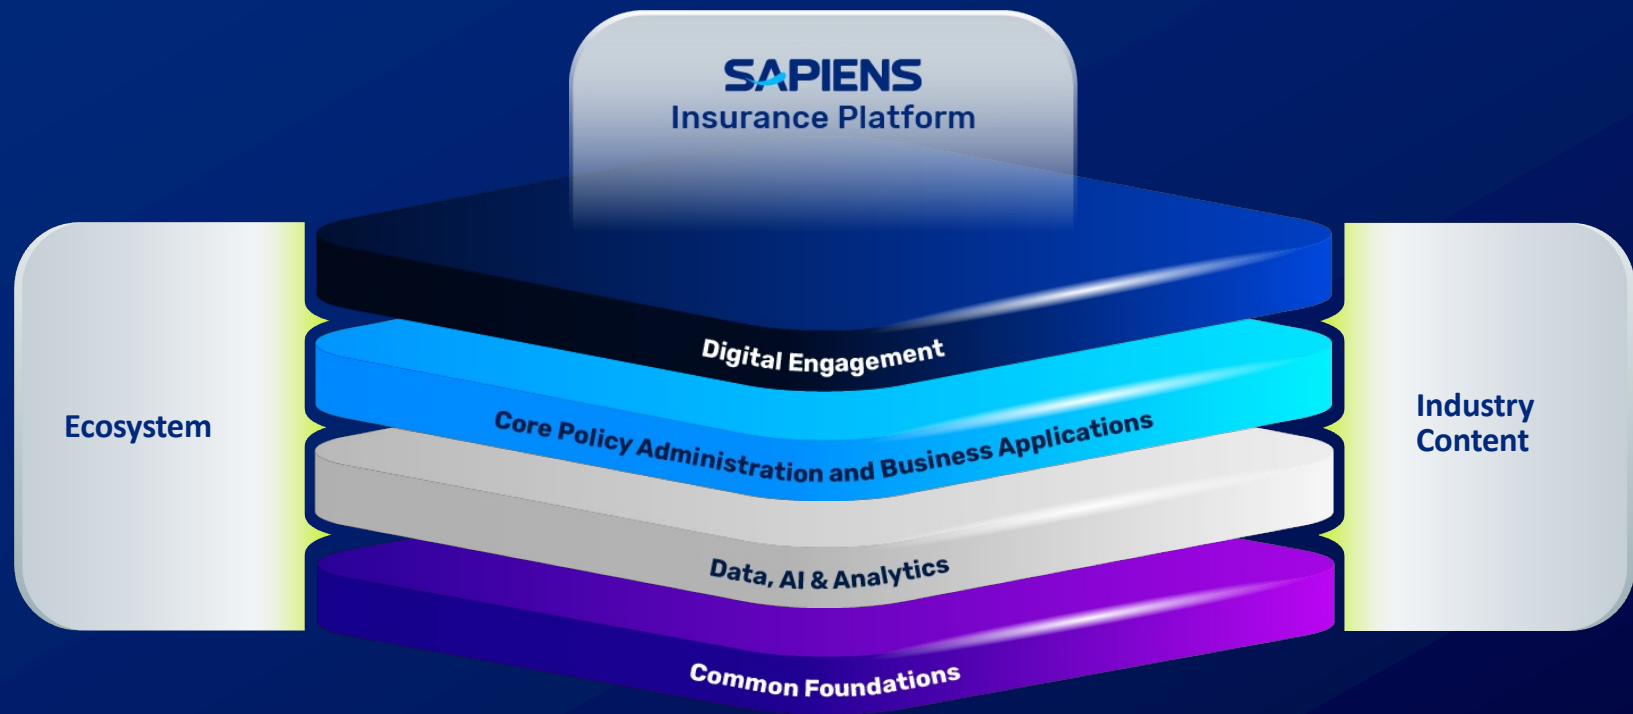 SAPIENS
Insurance Platform
Digital Engagement
Core Policy Administration and Business Applications
Data, AI & Analytics
Common Foundations
Ecosystem
Industry
Content